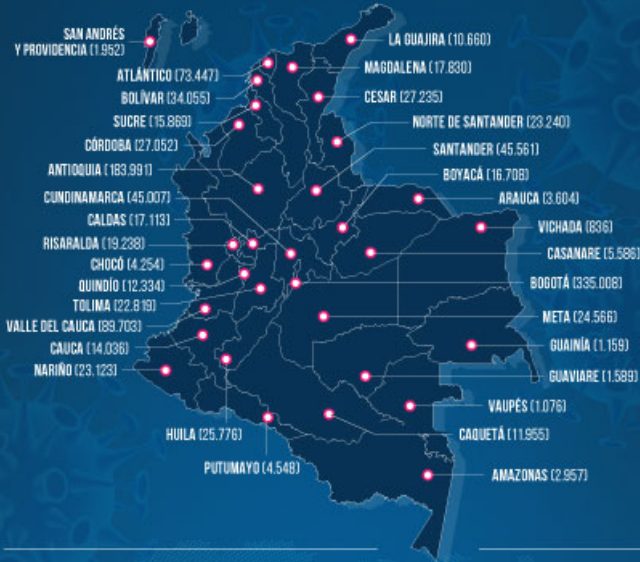 SAN ANDRÉS
Y PROVIDENCIA (1.952)
ATLÁNTICO (73.447)
BOLÍVAR (34.055)
SUCRE (15.869)
CÓRDOBA (27.052)
ANTIOQUIA (183.991)
CUNDINAMARCA (45.007)
CALDAS (17.113)
RISARALDA (19.238)
CHOCÓ (4.254)
QUINDÍO (12.334)
TOLIMA (22.819)
VALLE DEL CAUCA (89.703)
CAUCA (14.036)
NARIÑO (23.123)
HUILA (25.776)
PUTUMAYO (4.548)
LA GUAJIRA (10.660)
MAGDALENA (17.830)
CESAR (27.235)
NORTE DE SANTANDER (23.240)
SANTANDER (45.561)
BOYACÁ (16.708)
ARAUCA (3.604)
VICHADA (836)
CASANARE (5.586)
BOGOTÁ (335.008)
META (24.566)
GUAINÍA (1.159)
GUAVIARE (1.589)
VAUPÉS (1.076)
CAQUETÁ (11.955)
AMAZONAS (2.957)